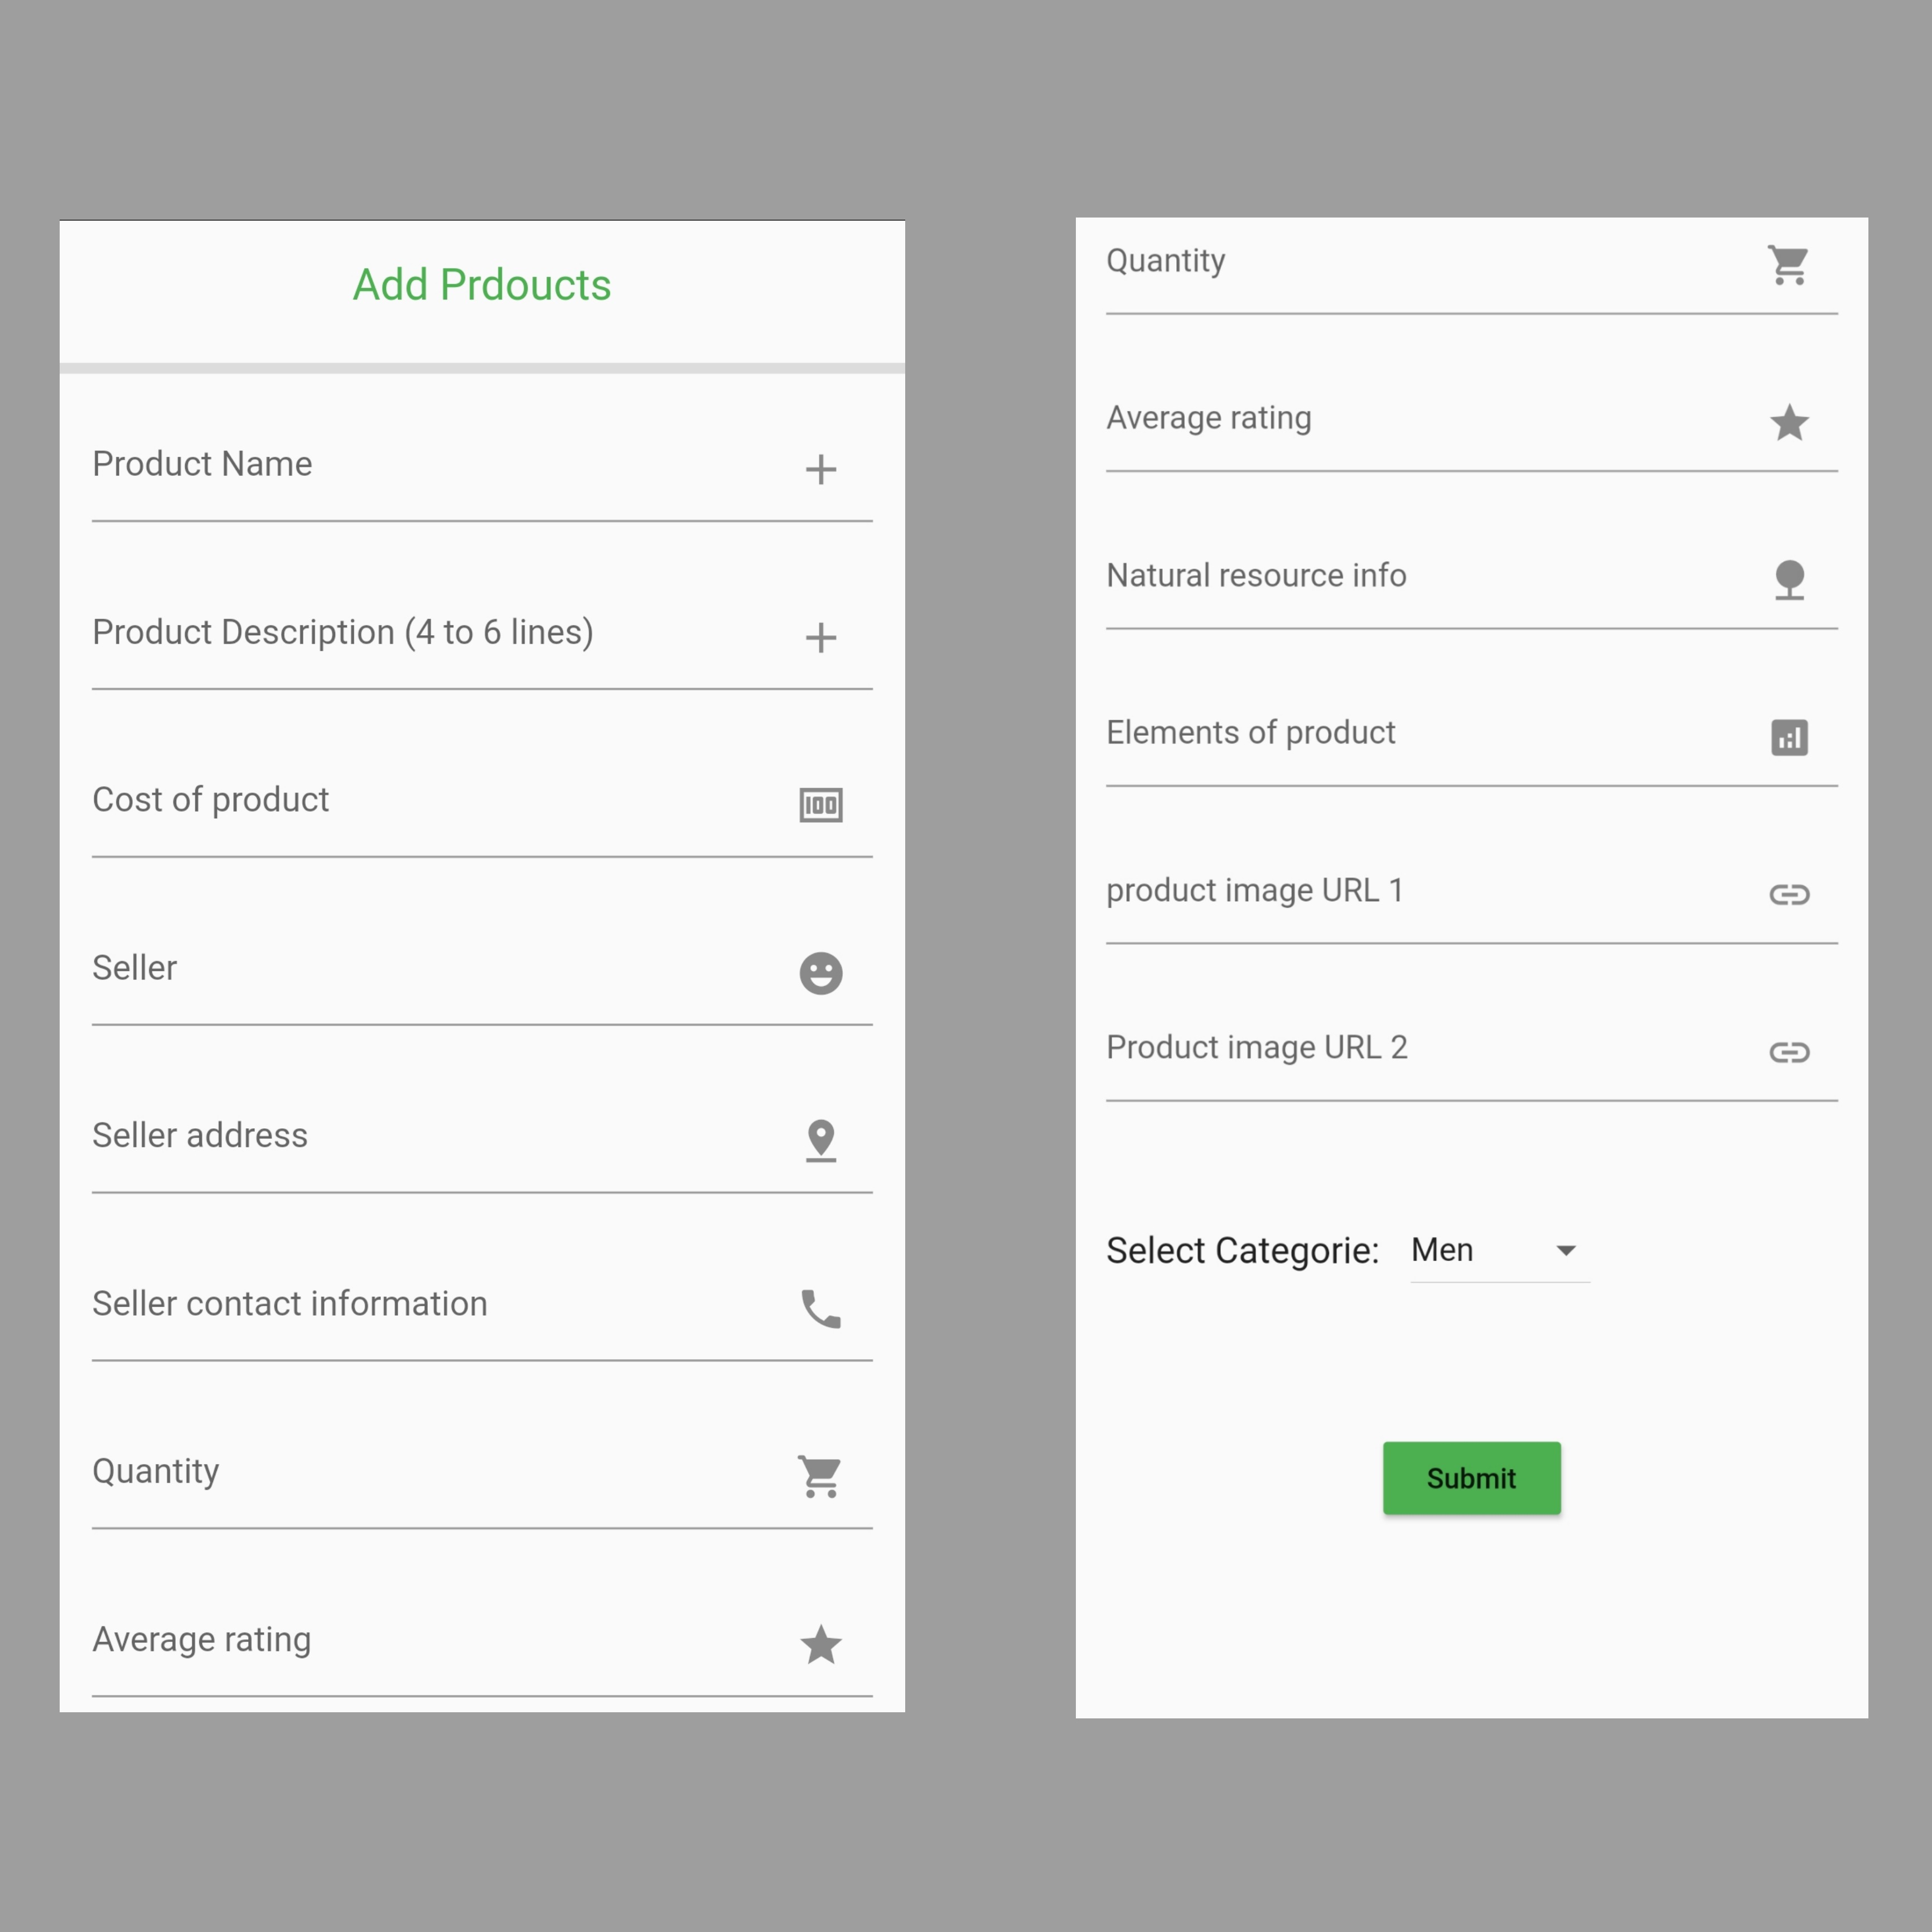 Add Prdoucts
Product Name
Product Description (4 to 6 lines)
Cost of product
100
Seller
Seller address
Seller contact information
Quantity
Average rating
Quantity
Average rating
Natural resource info
Elements of product
product image URL 1
Product image URL 2
Select Categorie: Men
Submit